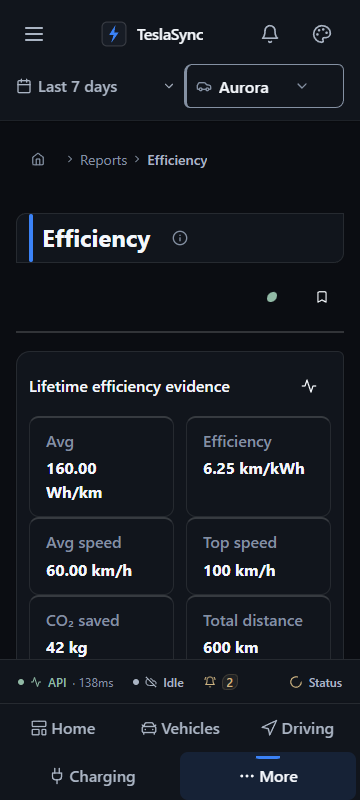 TeslaSync
Last 7 days
Aurora
Reports
Efficiency
Efficiency
Lifetime efficiency evidence
Avg
160.00
Wh/km
Efficiency
6.25 km/kWh
Avg speed
60.00 km/h
Top speed
100 km/h
CO₂ saved
42 kg
Total distance
600 km
API · 138ms
Idle
2
Status
Home
Vehicles
Driving
Charging
More